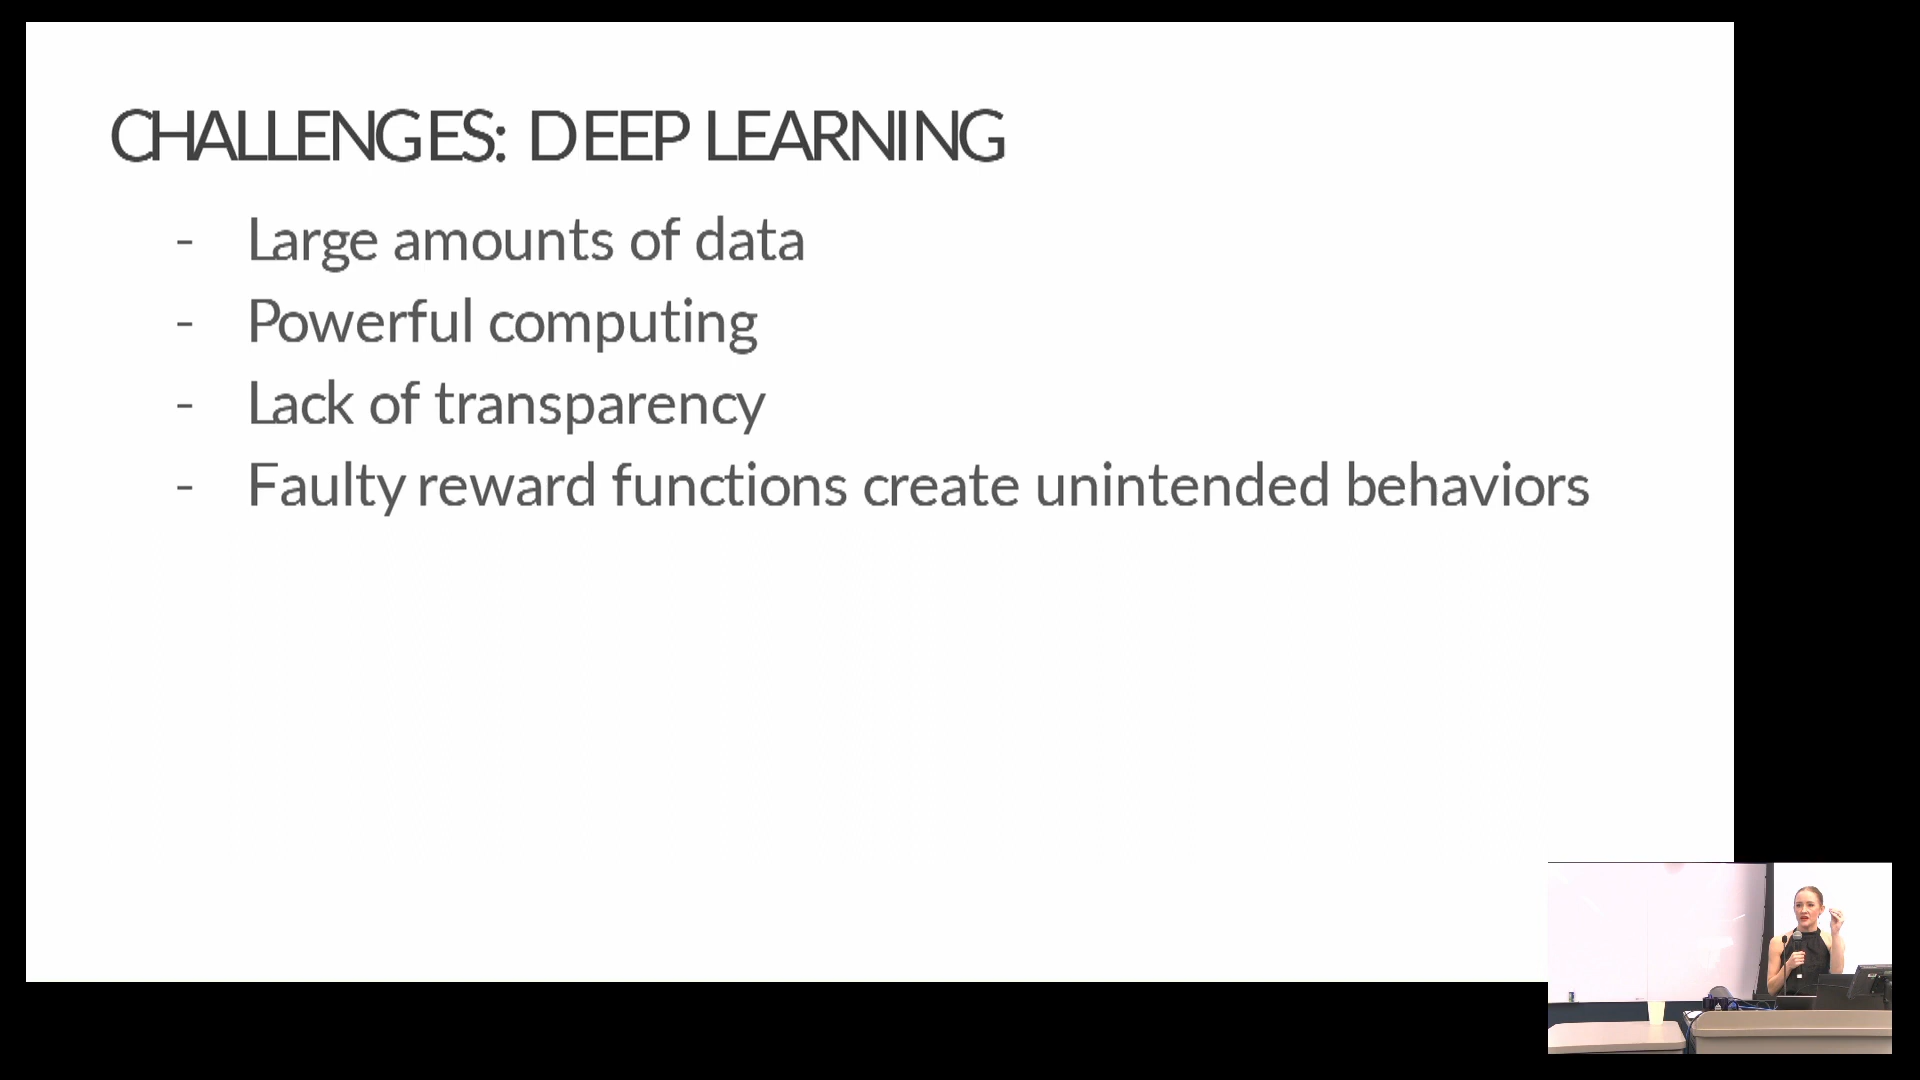 CHALLENGES: DEEP LEARNING
- Large amounts of data
- Powerful computing
- Lack of transparency
- Faulty reward functions create unintended behaviors